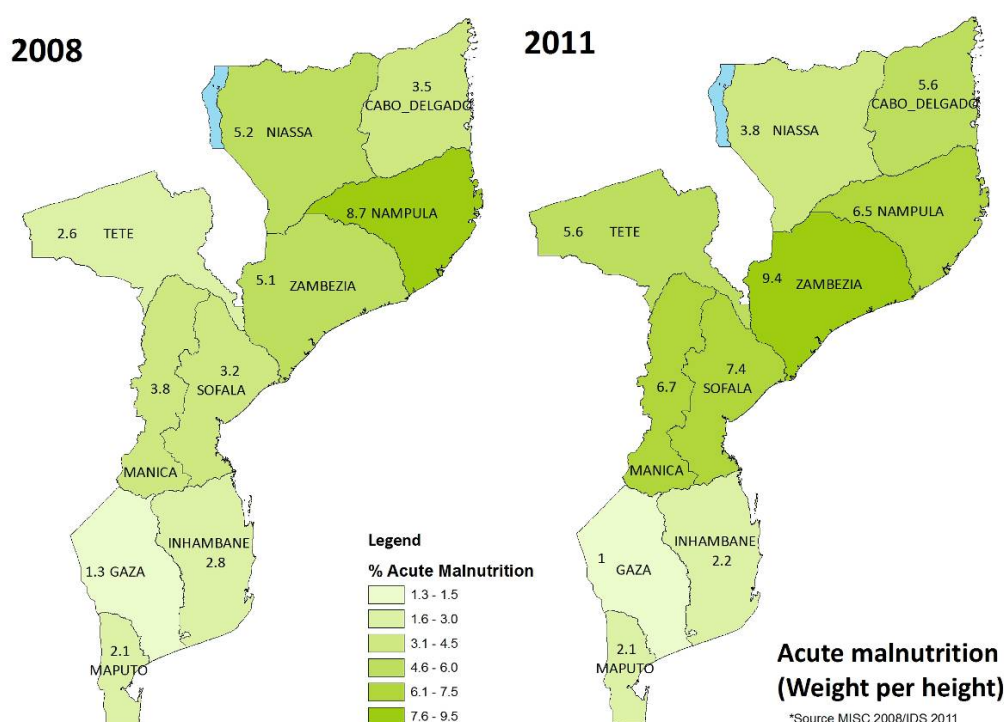 2008
3.5
CABO_DELGADO
5.2 NIASSA
8.7 NAMPULA
2.6 TETE
5.1
ZAMBEZIA
3.2
3.8
SOFALA
MANICA
INHAMBANE
2.8
1.3 GAZA
2.1
MAPUTO
Legend
% Acute Malnutrition
1.3 - 1.5
1.6 - 3.0
3.1 - 4.5
4.6 - 6.0
6.1 - 7.5
7.6 - 9.5
2011
5.6
CABO_DELGADO
3.8 NIASSA
6.5 NAMPULA
5.6 TETE
9.4
ZAMBEZIA
7.4
6.7
SOFALA
MANICA
INHAMBANE
2.2
1
GAZA
2.1
MAPUTO
Acute malnutrition
(Weight per height)
*Source MISC 2008/IDS 2011